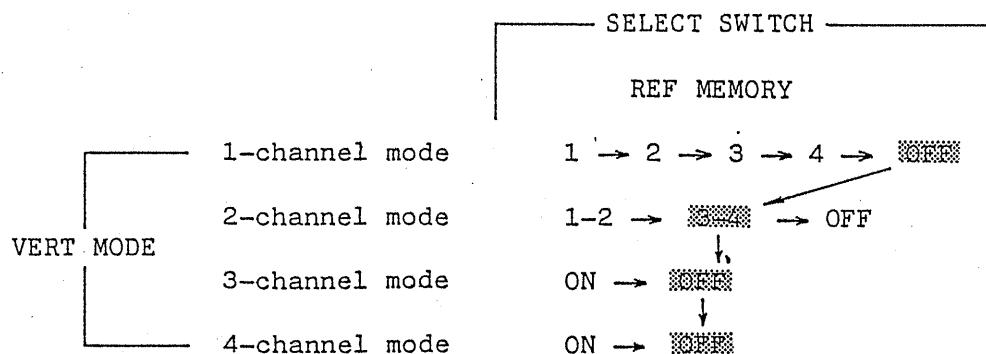 SELECT SWITCH
REF MEMORY
1-channel mode 1 → 2 → 3 → 4 → OFF
2-channel mode 1-2 → 3-4 → OFF
VERT MODE
3-channel mode ON → OFF
4-channel mode ON → OFF